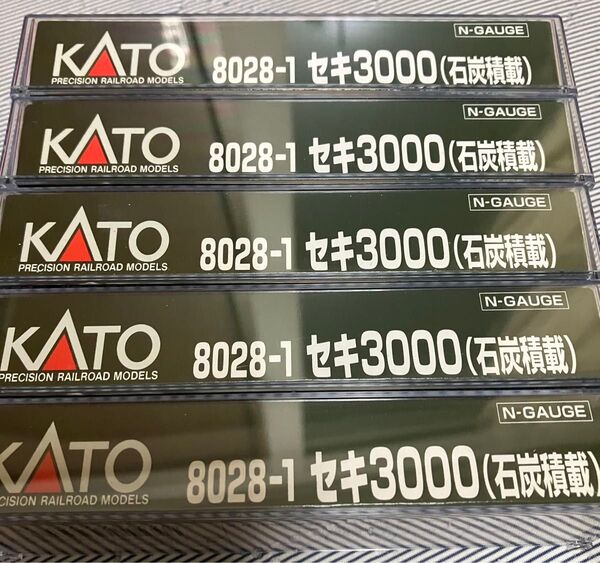 N-GAUGE
KATO 8028-1 セキ3000(石炭積載)
PRECISION RAILROAD MODELS
N-GAUGE
KATO 8028-1 セキ3000(石炭積載)
PRECISION RAILROAD MODELS
N-GAUGE
KATO 8028-1 セキ3000(石炭積載)
PRECISION RAILROAD MODELS
N-GAUGE
KATO 8028-1 セキ3000(石炭積載)
PRECISION RAILROAD MODELS
N-GAUGE
KATO 8028-1 セキ3000(石炭積載)
CISION RAILROAD MODELS